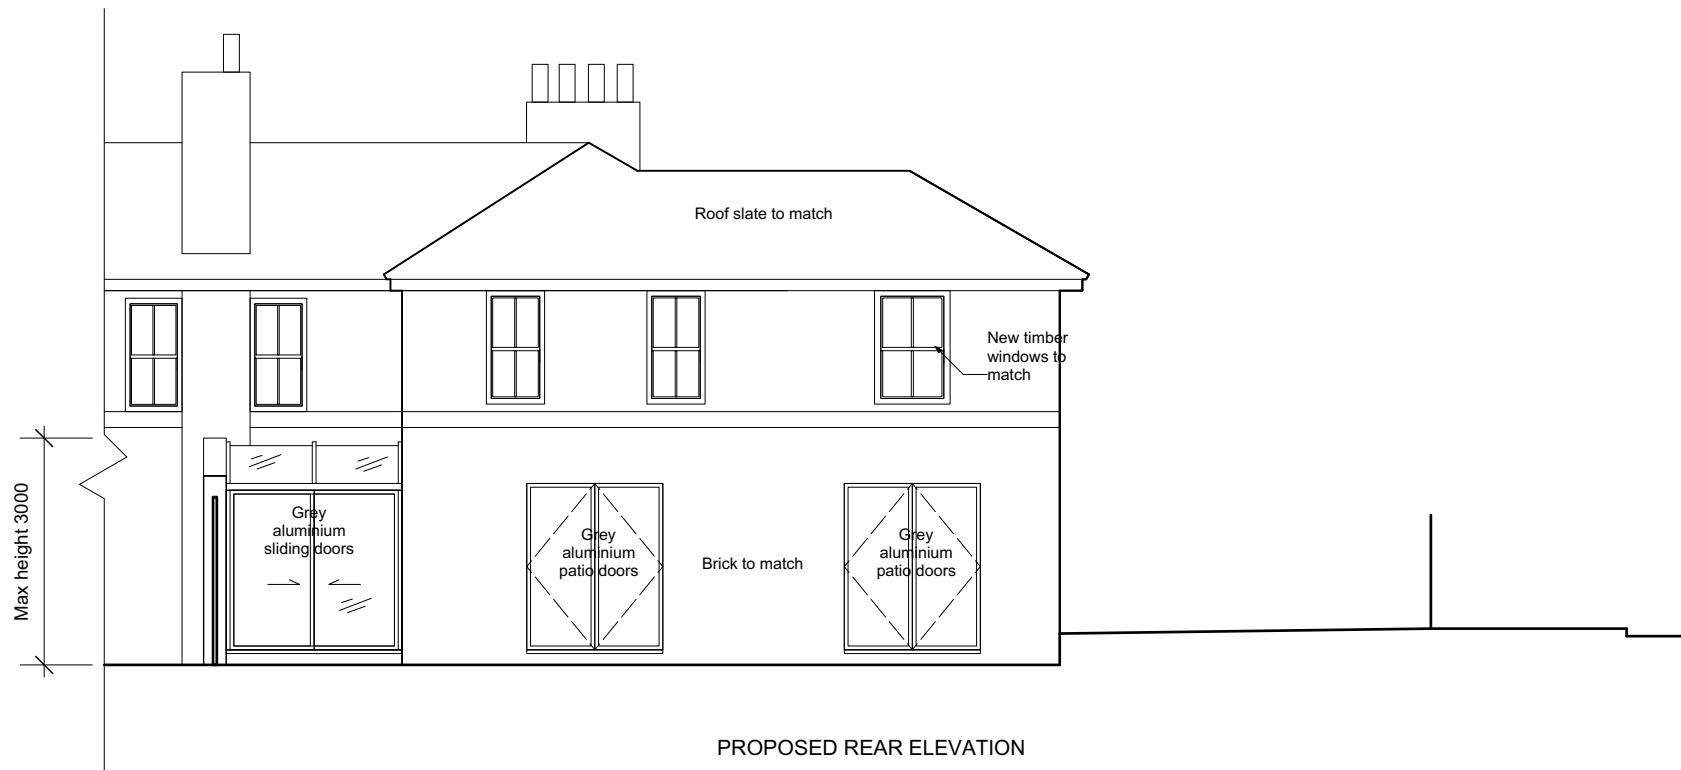 Roof slate to match
New timber
windows to
match
Max height 3000
Grey
aluminium
sliding doors
Grey
aluminium
patio doors
Brick to match
Grey
aluminium
patio doors
PROPOSED REAR ELEVATION